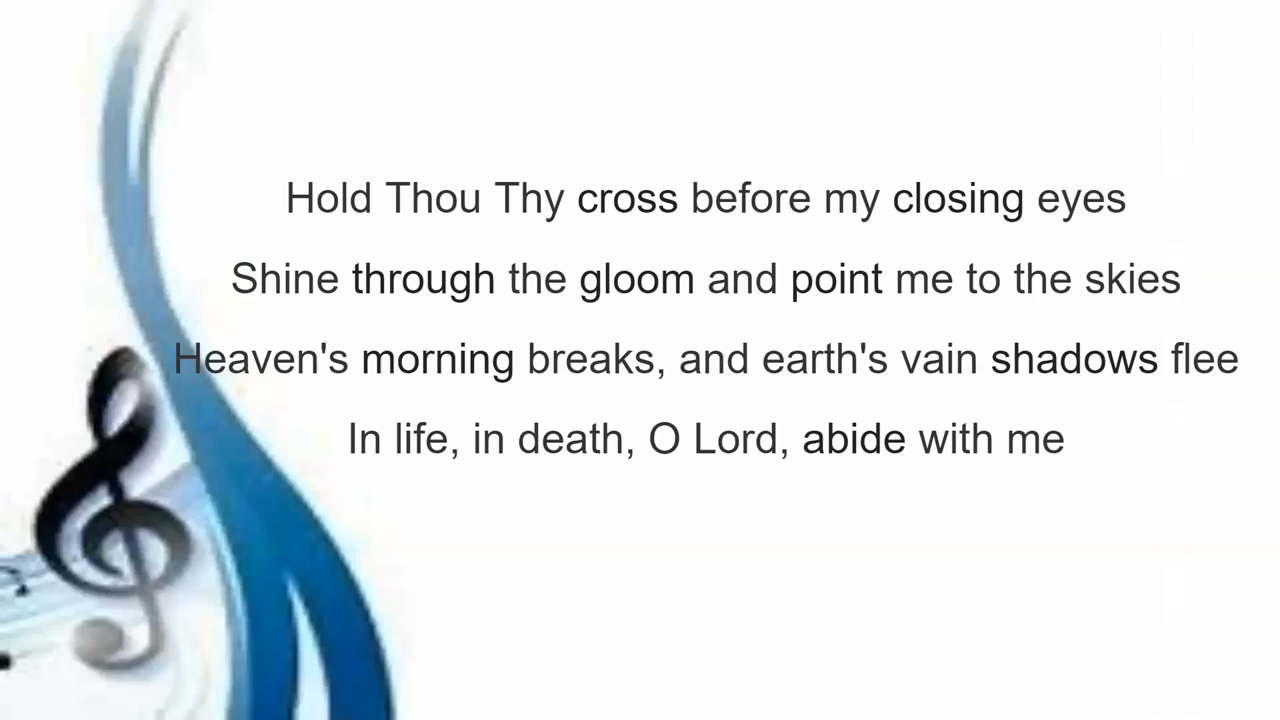 Hold Thou Thy cross before my closing eyes
Shine through the gloom and point me to the skies
Heaven's morning breaks, and earth's vain shadows flee
In life, in death, O Lord, abide with me